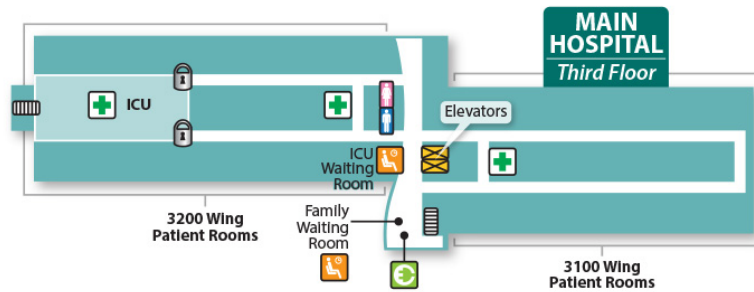 MAIN
HOSPITAL
Third Floor
ICU
Elevators
ICU
Waiting
Room
Family
Waiting
Room
3200 Wing
Patient Rooms
3100 Wing
Patient Rooms